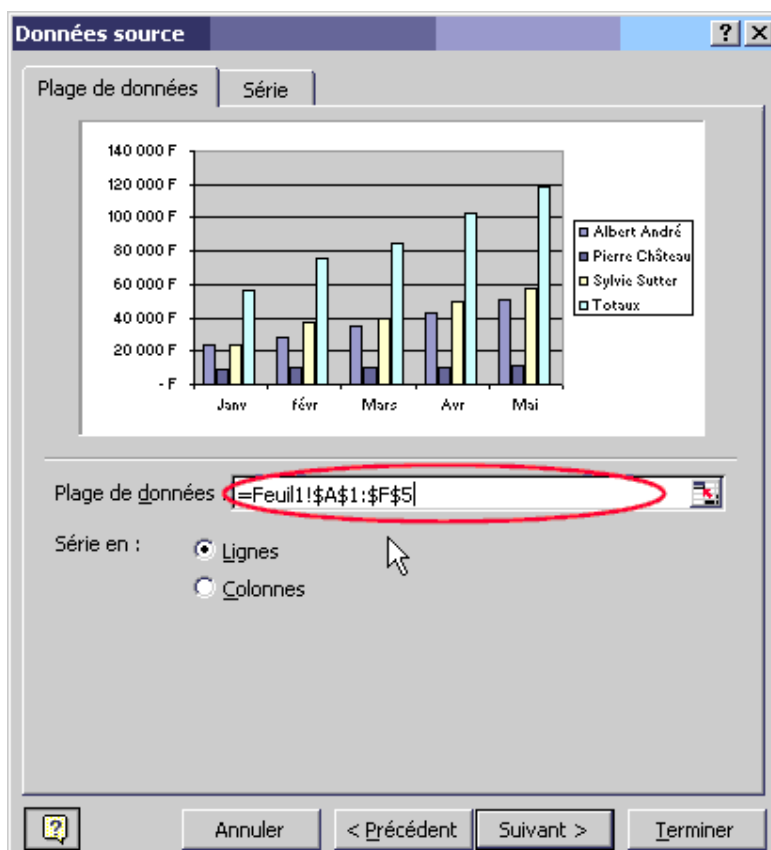 Données source
Plage de données Série
140 000 F
120 000 F
100 000 F
80 000 F
60 000 F
40 000 F
20 000 F
- F
Janv févr Mars Avr Mai
Albert André
Pierre Château
Sylvie Sutter
Totaux
Plage de données : =Feuil1!$A$1:$F$5
Série en :
Lignes
Colonnes
Annuler < Précédent Suivant > Terminer